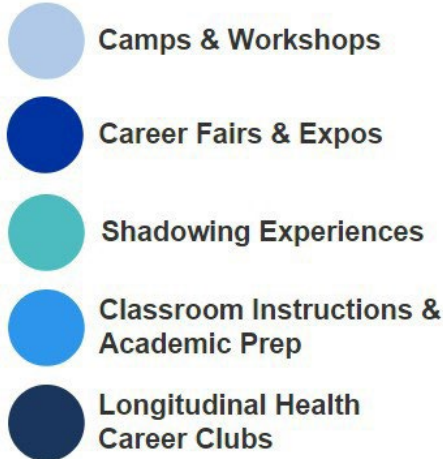 Camps & Workshops
Career Fairs & Expos
Shadowing Experiences
Classroom Instructions &
Academic Prep
Longitudinal Health
Career Clubs